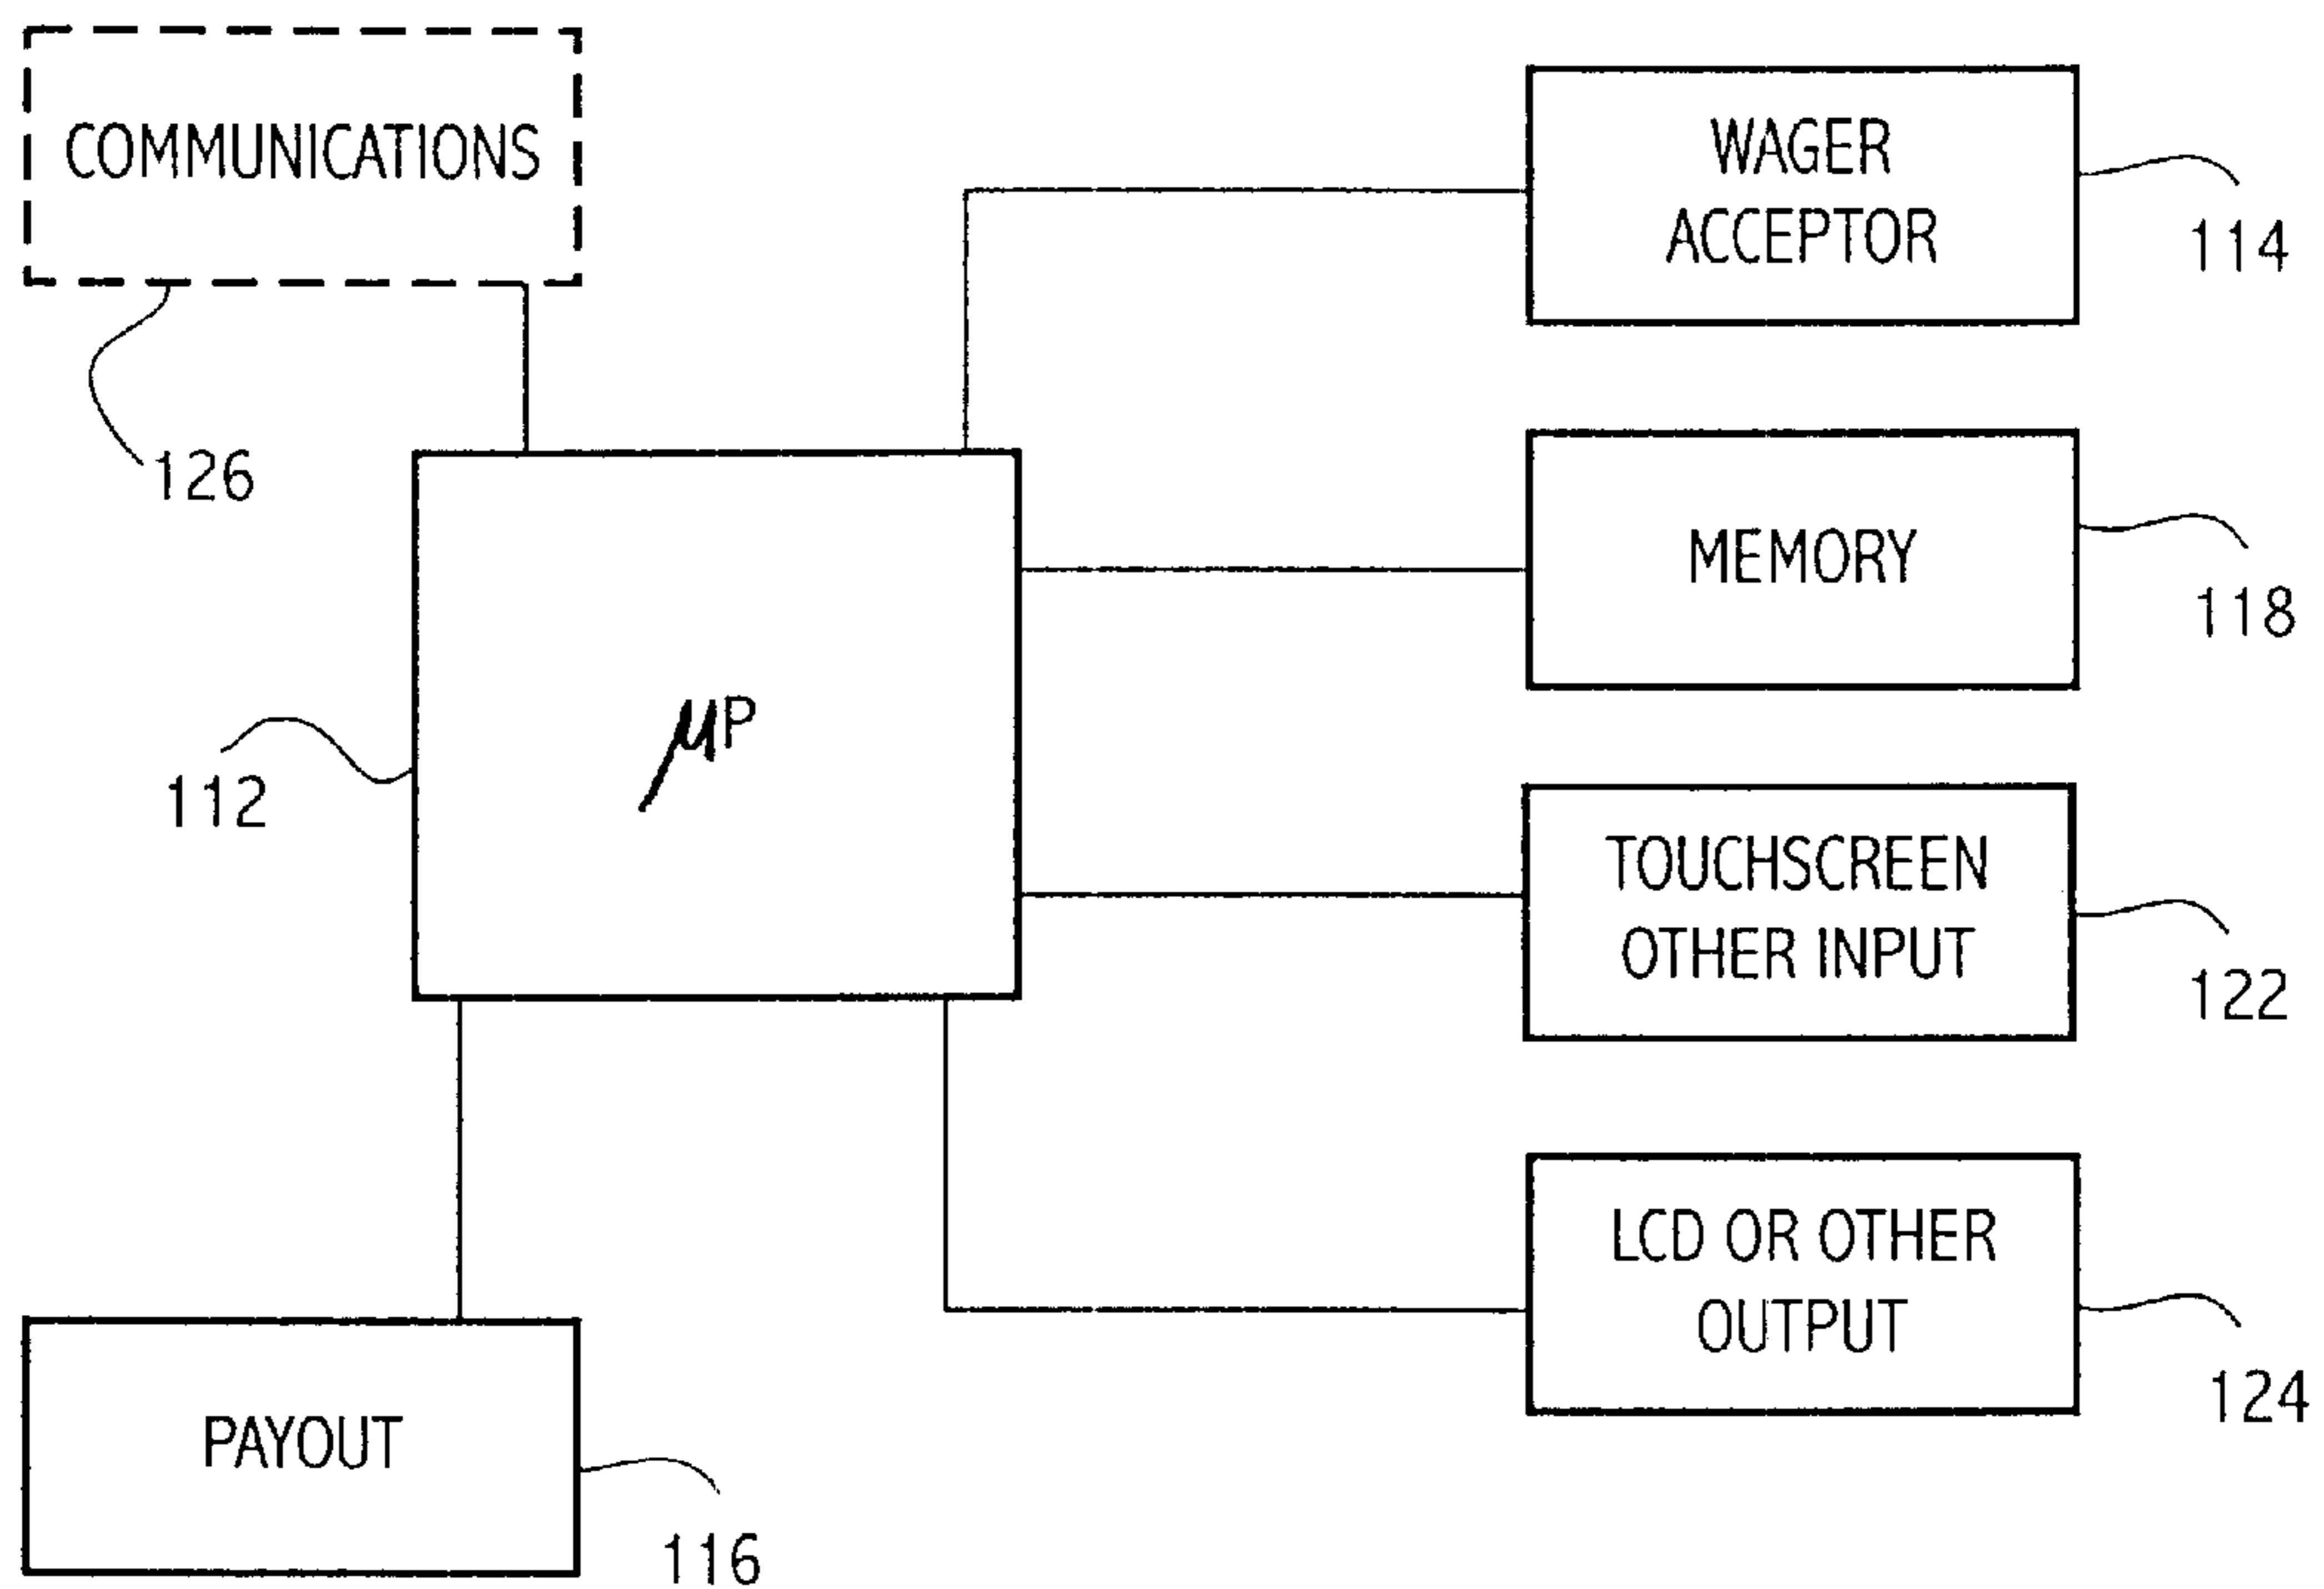 COMMUNICATIONS
126
WAGER
ACCEPTOR
114
MEMORY
118
μP
112
TOUCHSCREEN
OTHER INPUT
122
LCD OR OTHER
OUTPUT
124
PAYOUT
116